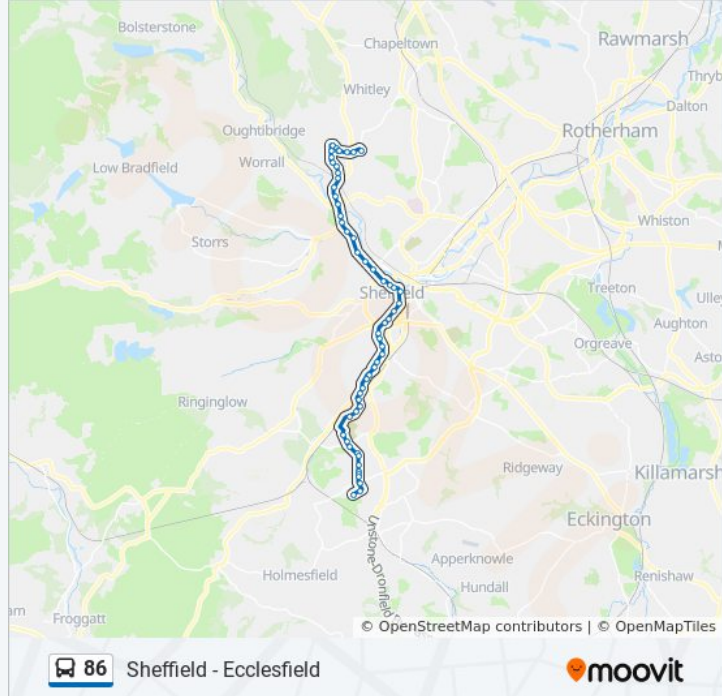 Bolsterstone
Chapeltown
Rawmarsh
Whitley
Thryb
Dalton
Oughtibridge
Rotherham
Worrall
Low Bradfield
Whiston
Storrs
Sheffield
Treeton
Ulley
Aughton
Orgreave
Asto
Ringinglow
Ridgeway
Killamarsh
Eckington
Unstone-Dronfield
Apperknowle
Holmesfield
Hundall
Renishaw
am
Froggatt
© OpenStreetMap contributors | © OpenMapTiles
86 Sheffield - Ecclesfield
moovit